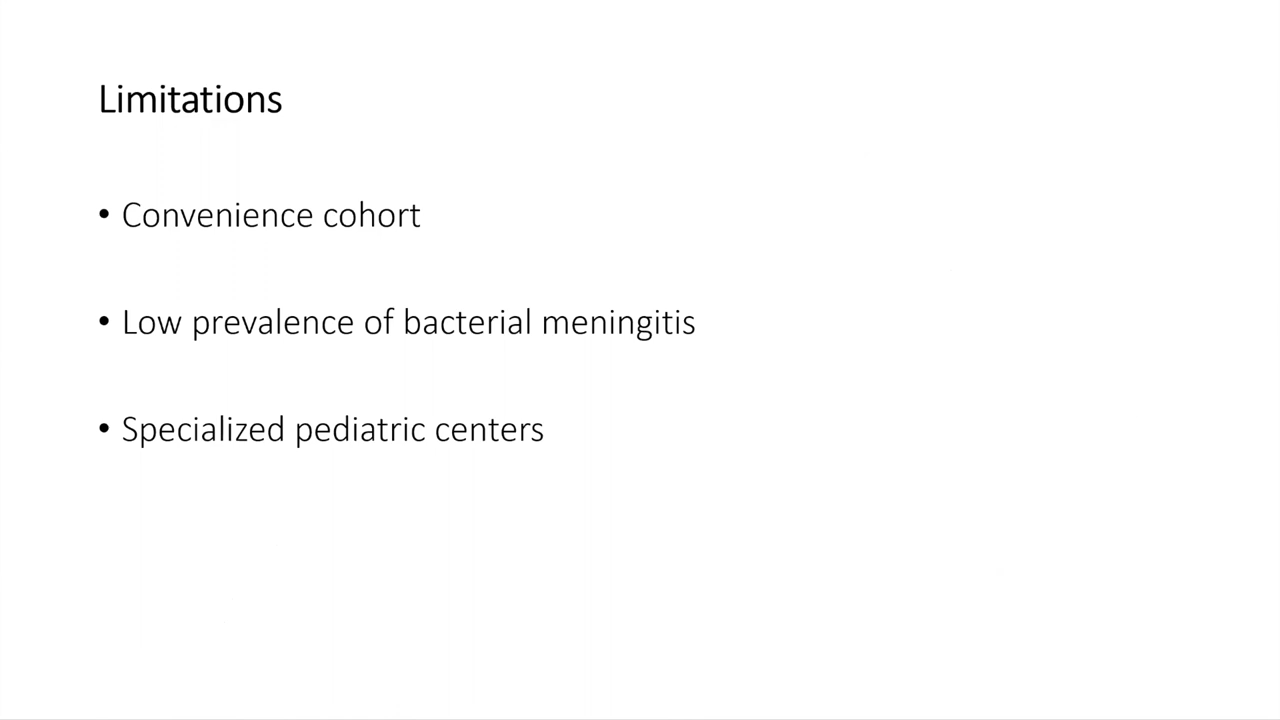 Limitations
• Convenience cohort
• Low prevalence of bacterial meningitis
• Specialized pediatric centers